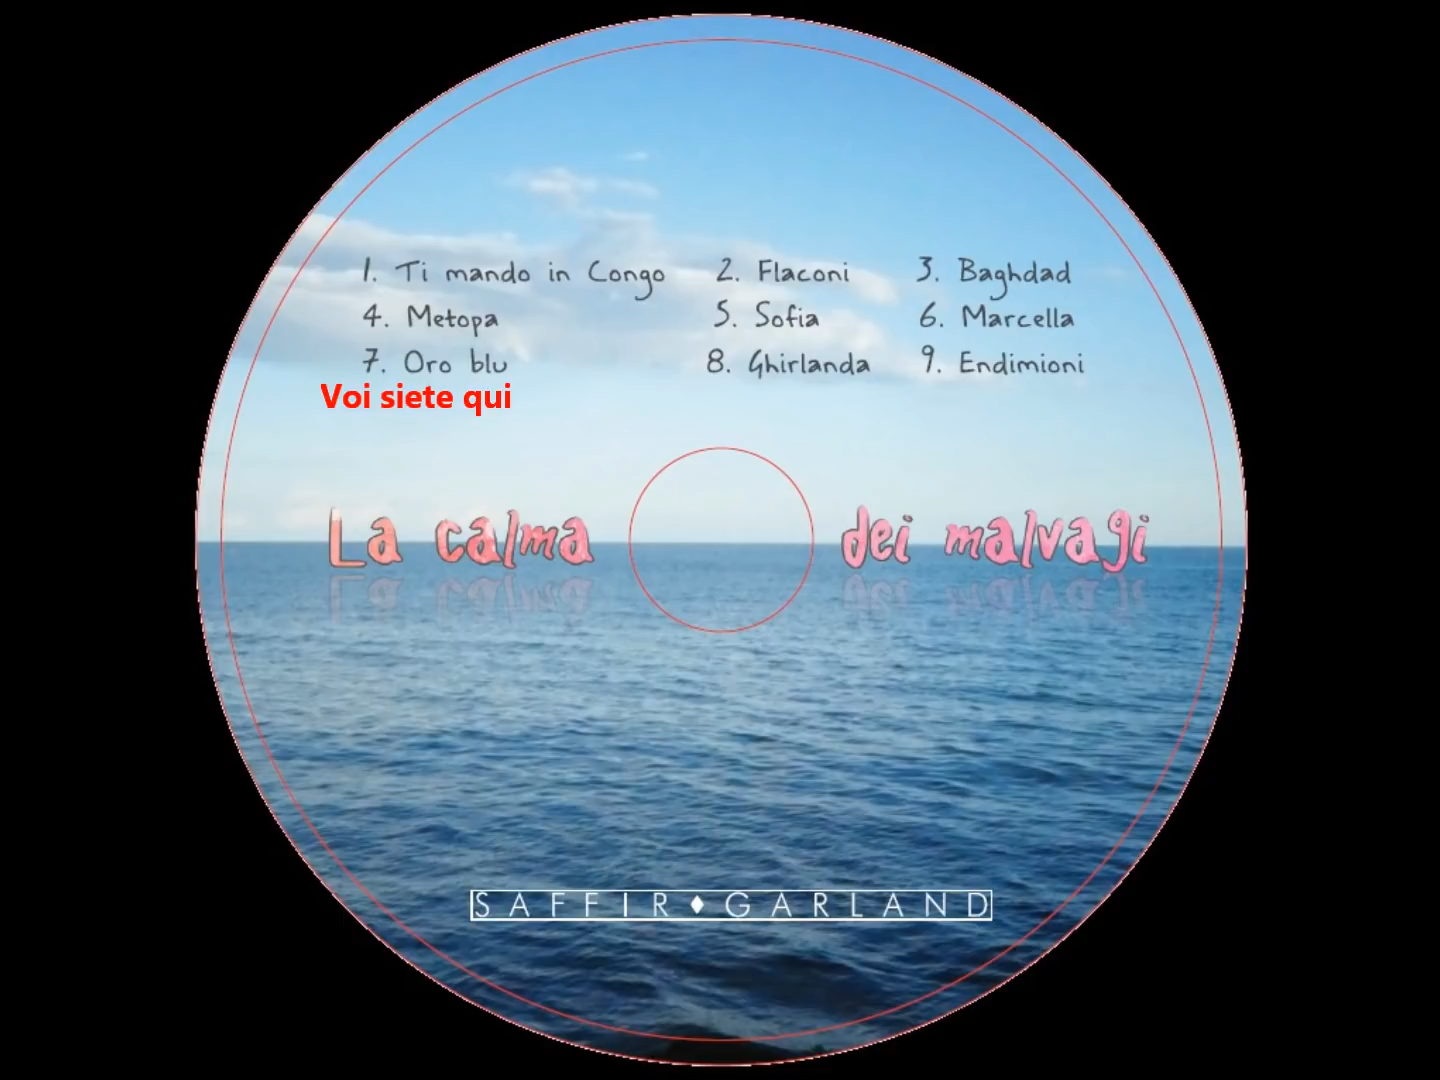 1. Ti mando in Congo 2. Flaconi 3. Baghdad
4. Metopa 5. Sofia 6. Marcella
7. Oro blu 8. Ghirlanda 9. Endimioni
Voi siete qui
La calma dei malvagi
SAFFIR♦GARLAND